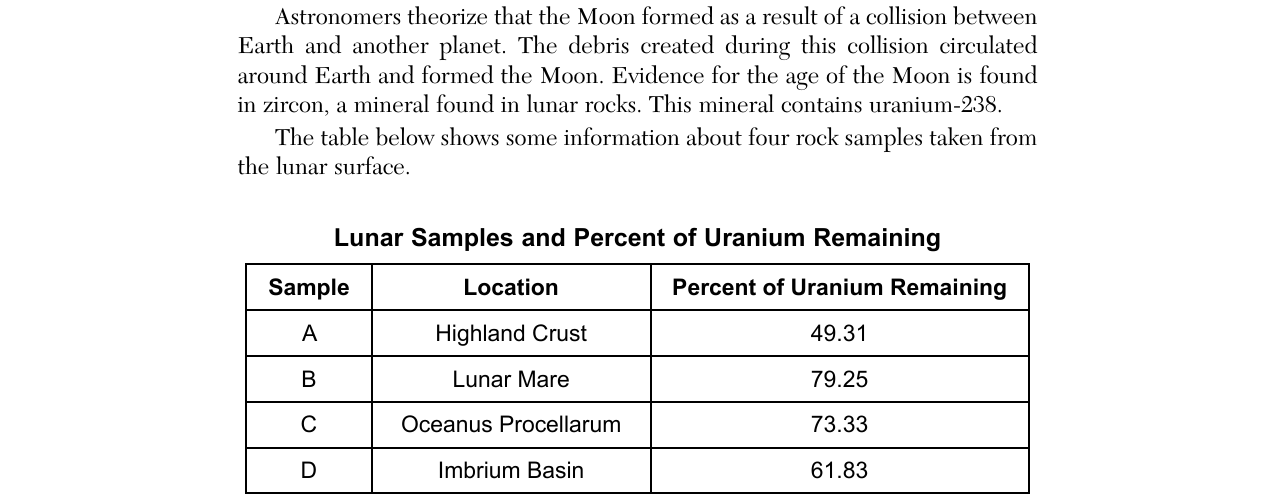 Astronomers theorize that the Moon formed as a result of a collision between
Earth and another planet. The debris created during this collision circulated
around Earth and formed the Moon. Evidence for the age of the Moon is found
in zircon, a mineral found in lunar rocks. This mineral contains uranium-238.
The table below shows some information about four rock samples taken from
the lunar surface.
Lunar Samples and Percent of Uranium Remaining
Sample Location Percent of Uranium Remaining
A Highland Crust 49.31
B Lunar Mare 79.25
C Oceanus Procellarum 73.33
D Imbrium Basin 61.83